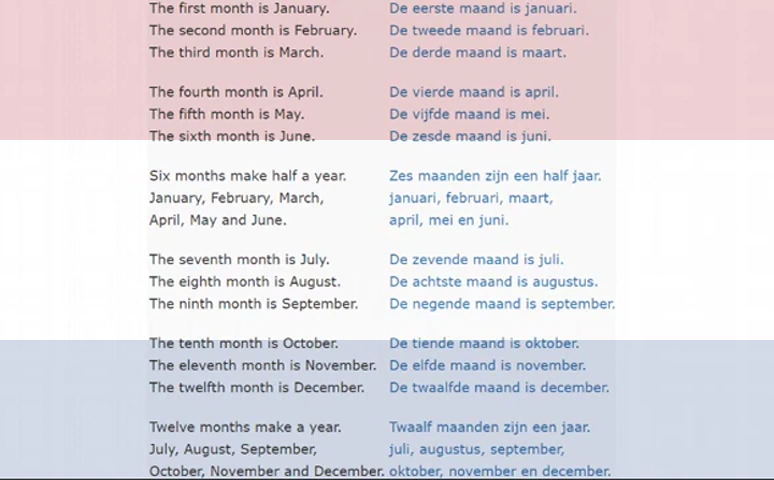 The first month is January. De eerste maand is januari.
The second month is February. De tweede maand is februari.
The third month is March. De derde maand is maart.
The fourth month is April. De vierde maand is april.
The fifth month is May. De vijfde maand is mei.
The sixth month is June. De zesde maand is juni.
Six months make half a year. Zes maanden zijn een half jaar.
January, February, March, januari, februari, maart,
April, May and June. april, mei en juni.
The seventh month is July. De zevende maand is juli.
The eighth month is August. De achtste maand is augustus.
The ninth month is September. De negende maand is september.
The tenth month is October. De tiende maand is oktober.
The eleventh month is November. De elfde maand is november.
The twelfth month is December. De twaalfde maand is december.
Twelve months make a year. Twaalf maanden zijn een jaar.
July, August, September, juli, augustus, september,
October, November and December. oktober, november en december.